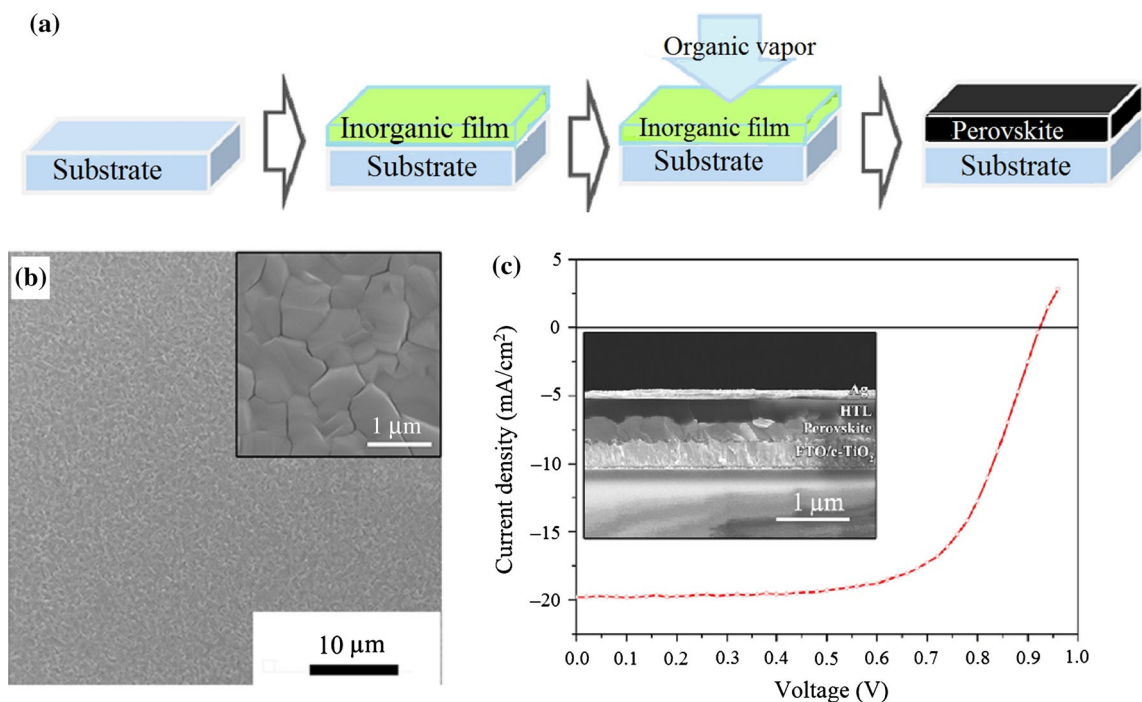 (a)
Organic vapor
Substrate
Inorganic film
Substrate
Inorganic film
Substrate
Perovskite
Substrate
(b)
1 μm
10 μm
(c)
Current density (mA/cm²)
5
0
−5
−10
−15
−20
Ag
HTL
Perovskite
FTO/c-TiO₂
1 μm
0.0 0.1 0.2 0.3 0.4 0.5 0.6 0.7 0.8 0.9 1.0
Voltage (V)